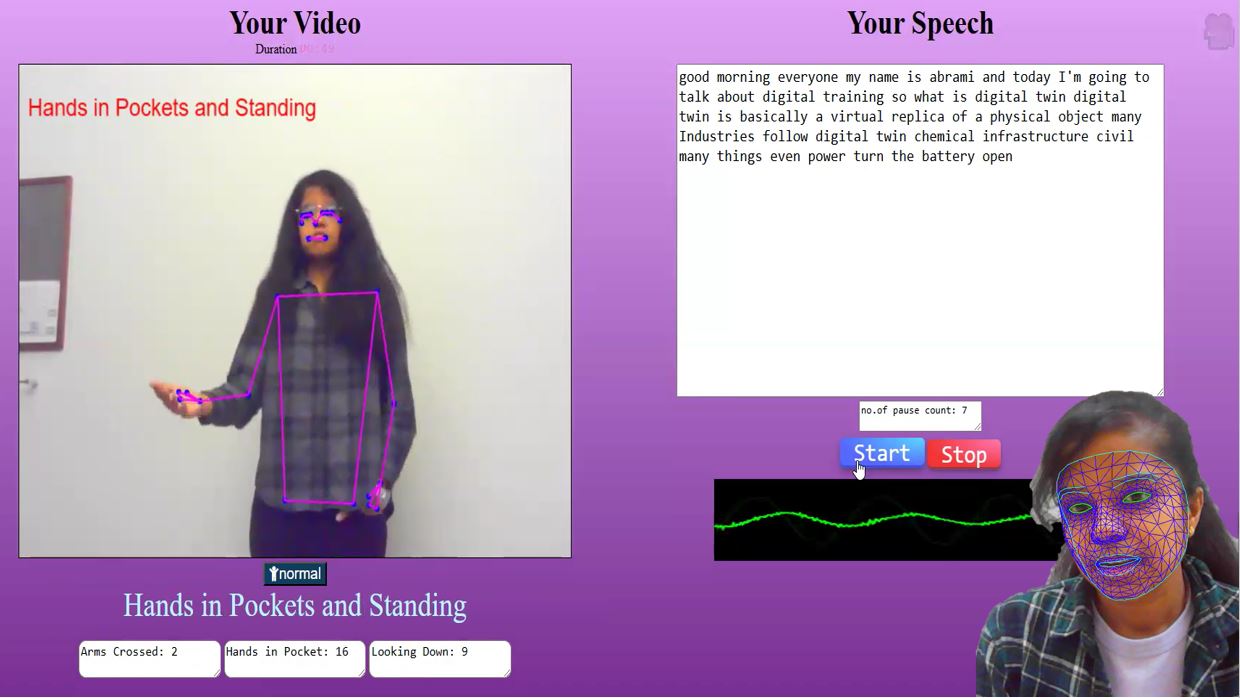 Your Video
Duration 00:49
Hands in Pockets and Standing
normal
Hands in Pockets and Standing
Arms Crossed: 2
Hands in Pocket: 16
Looking Down: 9
Your Speech
good morning everyone my name is abrami and today I'm going to
talk about digital training so what is digital twin digital
twin is basically a virtual replica of a physical object many
Industries follow digital twin chemical infrastructure civil
many things even power turn the battery open
no.of pause count: 7
Start
Stop